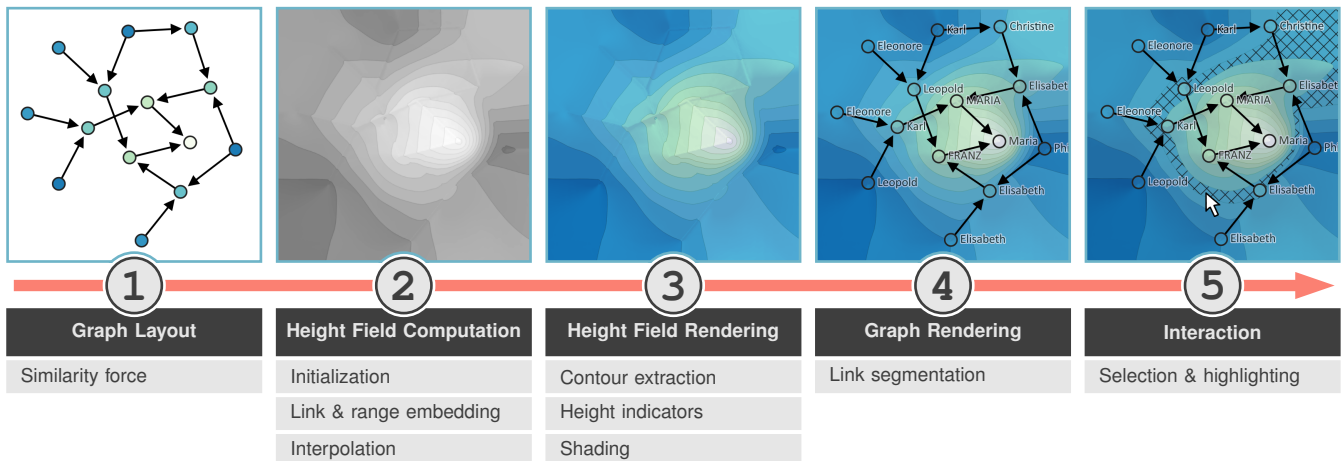 Karl
Christine
Eleonore
Leopold
MARIA
Elisabet
Eleonore
Karl
Maria
FRANZ
Ph
Leopold
Elisabeth
Elisabeth
Karl
Christine
Eleonore
Leopold
MARIA
Elisabet
Eleonore
Karl
Maria
FRANZ
Ph
Leopold
Elisabeth
Elisabeth
1 2 3 4 5
Graph Layout
Similarity force
Height Field Computation
Initialization
Link & range embedding
Interpolation
Height Field Rendering
Contour extraction
Height indicators
Shading
Graph Rendering
Link segmentation
Interaction
Selection & highlighting